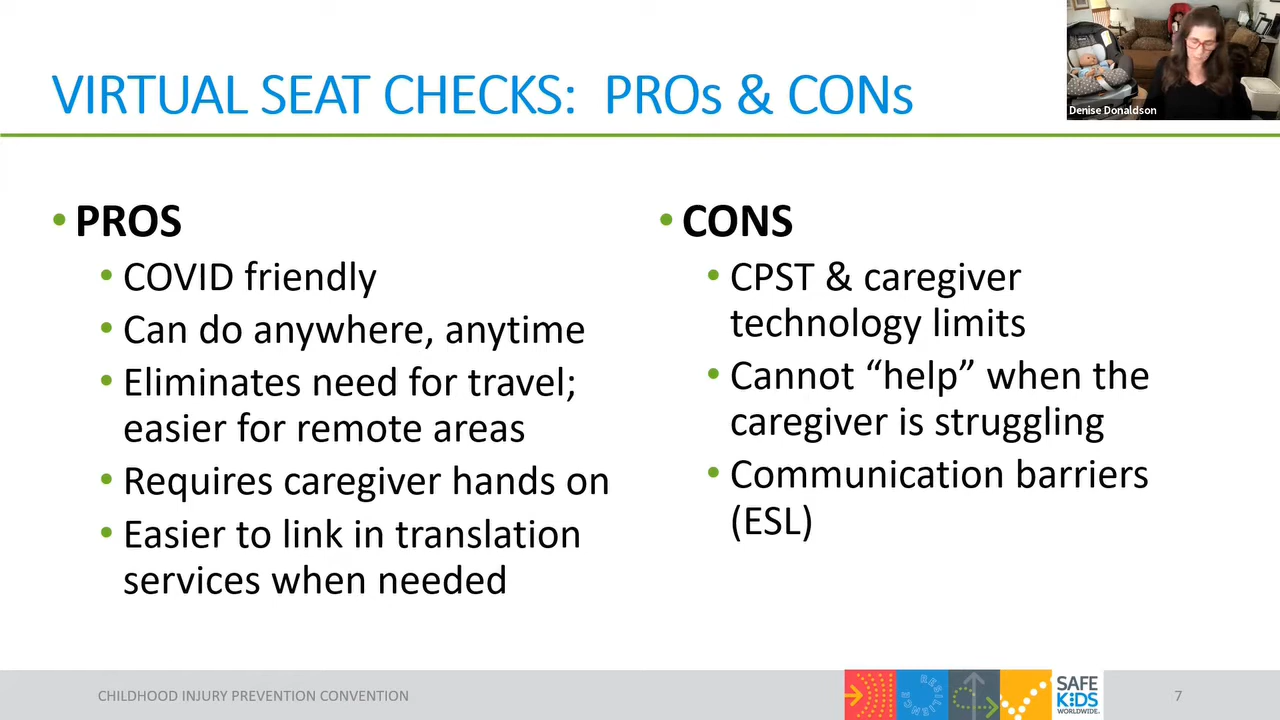 VIRTUAL SEAT CHECKS: PROs & CONs
Denise Donaldson
• PROS
• COVID friendly
• Can do anywhere, anytime
• Eliminates need for travel;
easier for remote areas
• Requires caregiver hands on
• Easier to link in translation
services when needed
• CONS
• CPST & caregiver
technology limits
• Cannot “help” when the
caregiver is struggling
• Communication barriers
(ESL)
CHILDHOOD INJURY PREVENTION CONVENTION
SAFE
KIDS
WORLDWIDE.
7